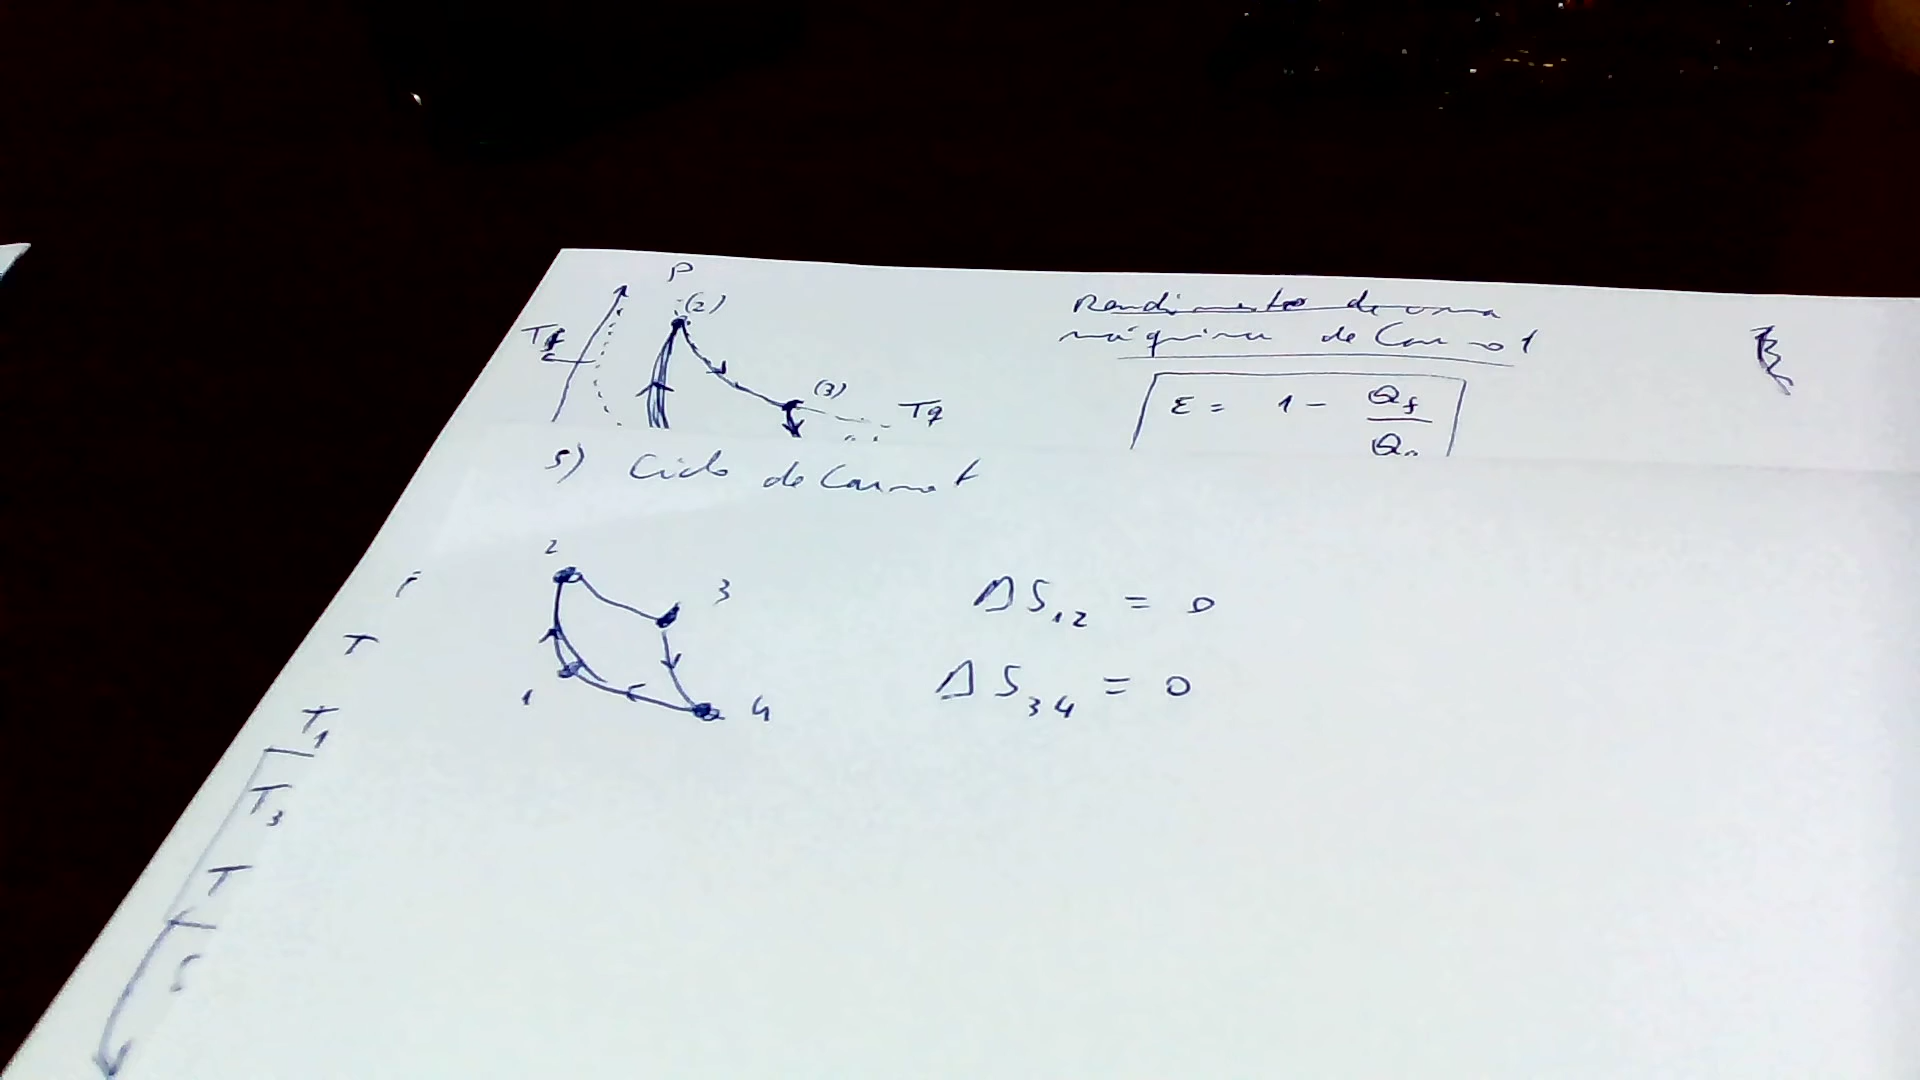 P
(2)
Tf
(3)
Tq
Rendimento de uma
máquina de Carnot
ε = 1 - Qf / Q
5) Ciclo de Carnot
2
3
1
4
ΔS12 = 0
ΔS34 = 0
T
T1
T3
T